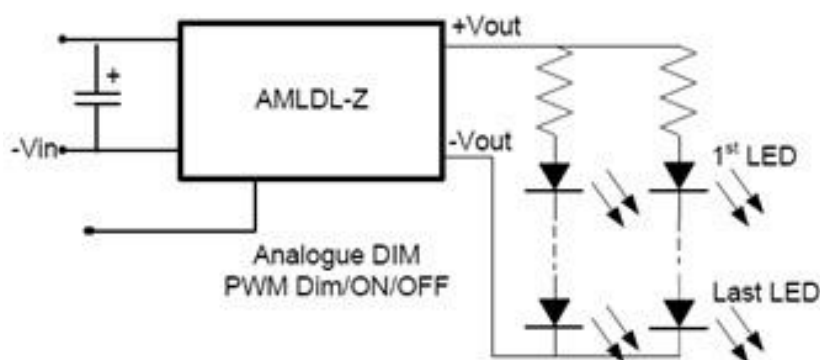 +Vout
+
AMLDL-Z
-Vin
-Vout
1st LED
Analogue DIM
PWM Dim/ON/OFF
Last LED